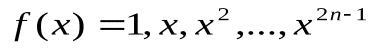 f(x) = 1, x, x², ..., x²ⁿ⁻¹